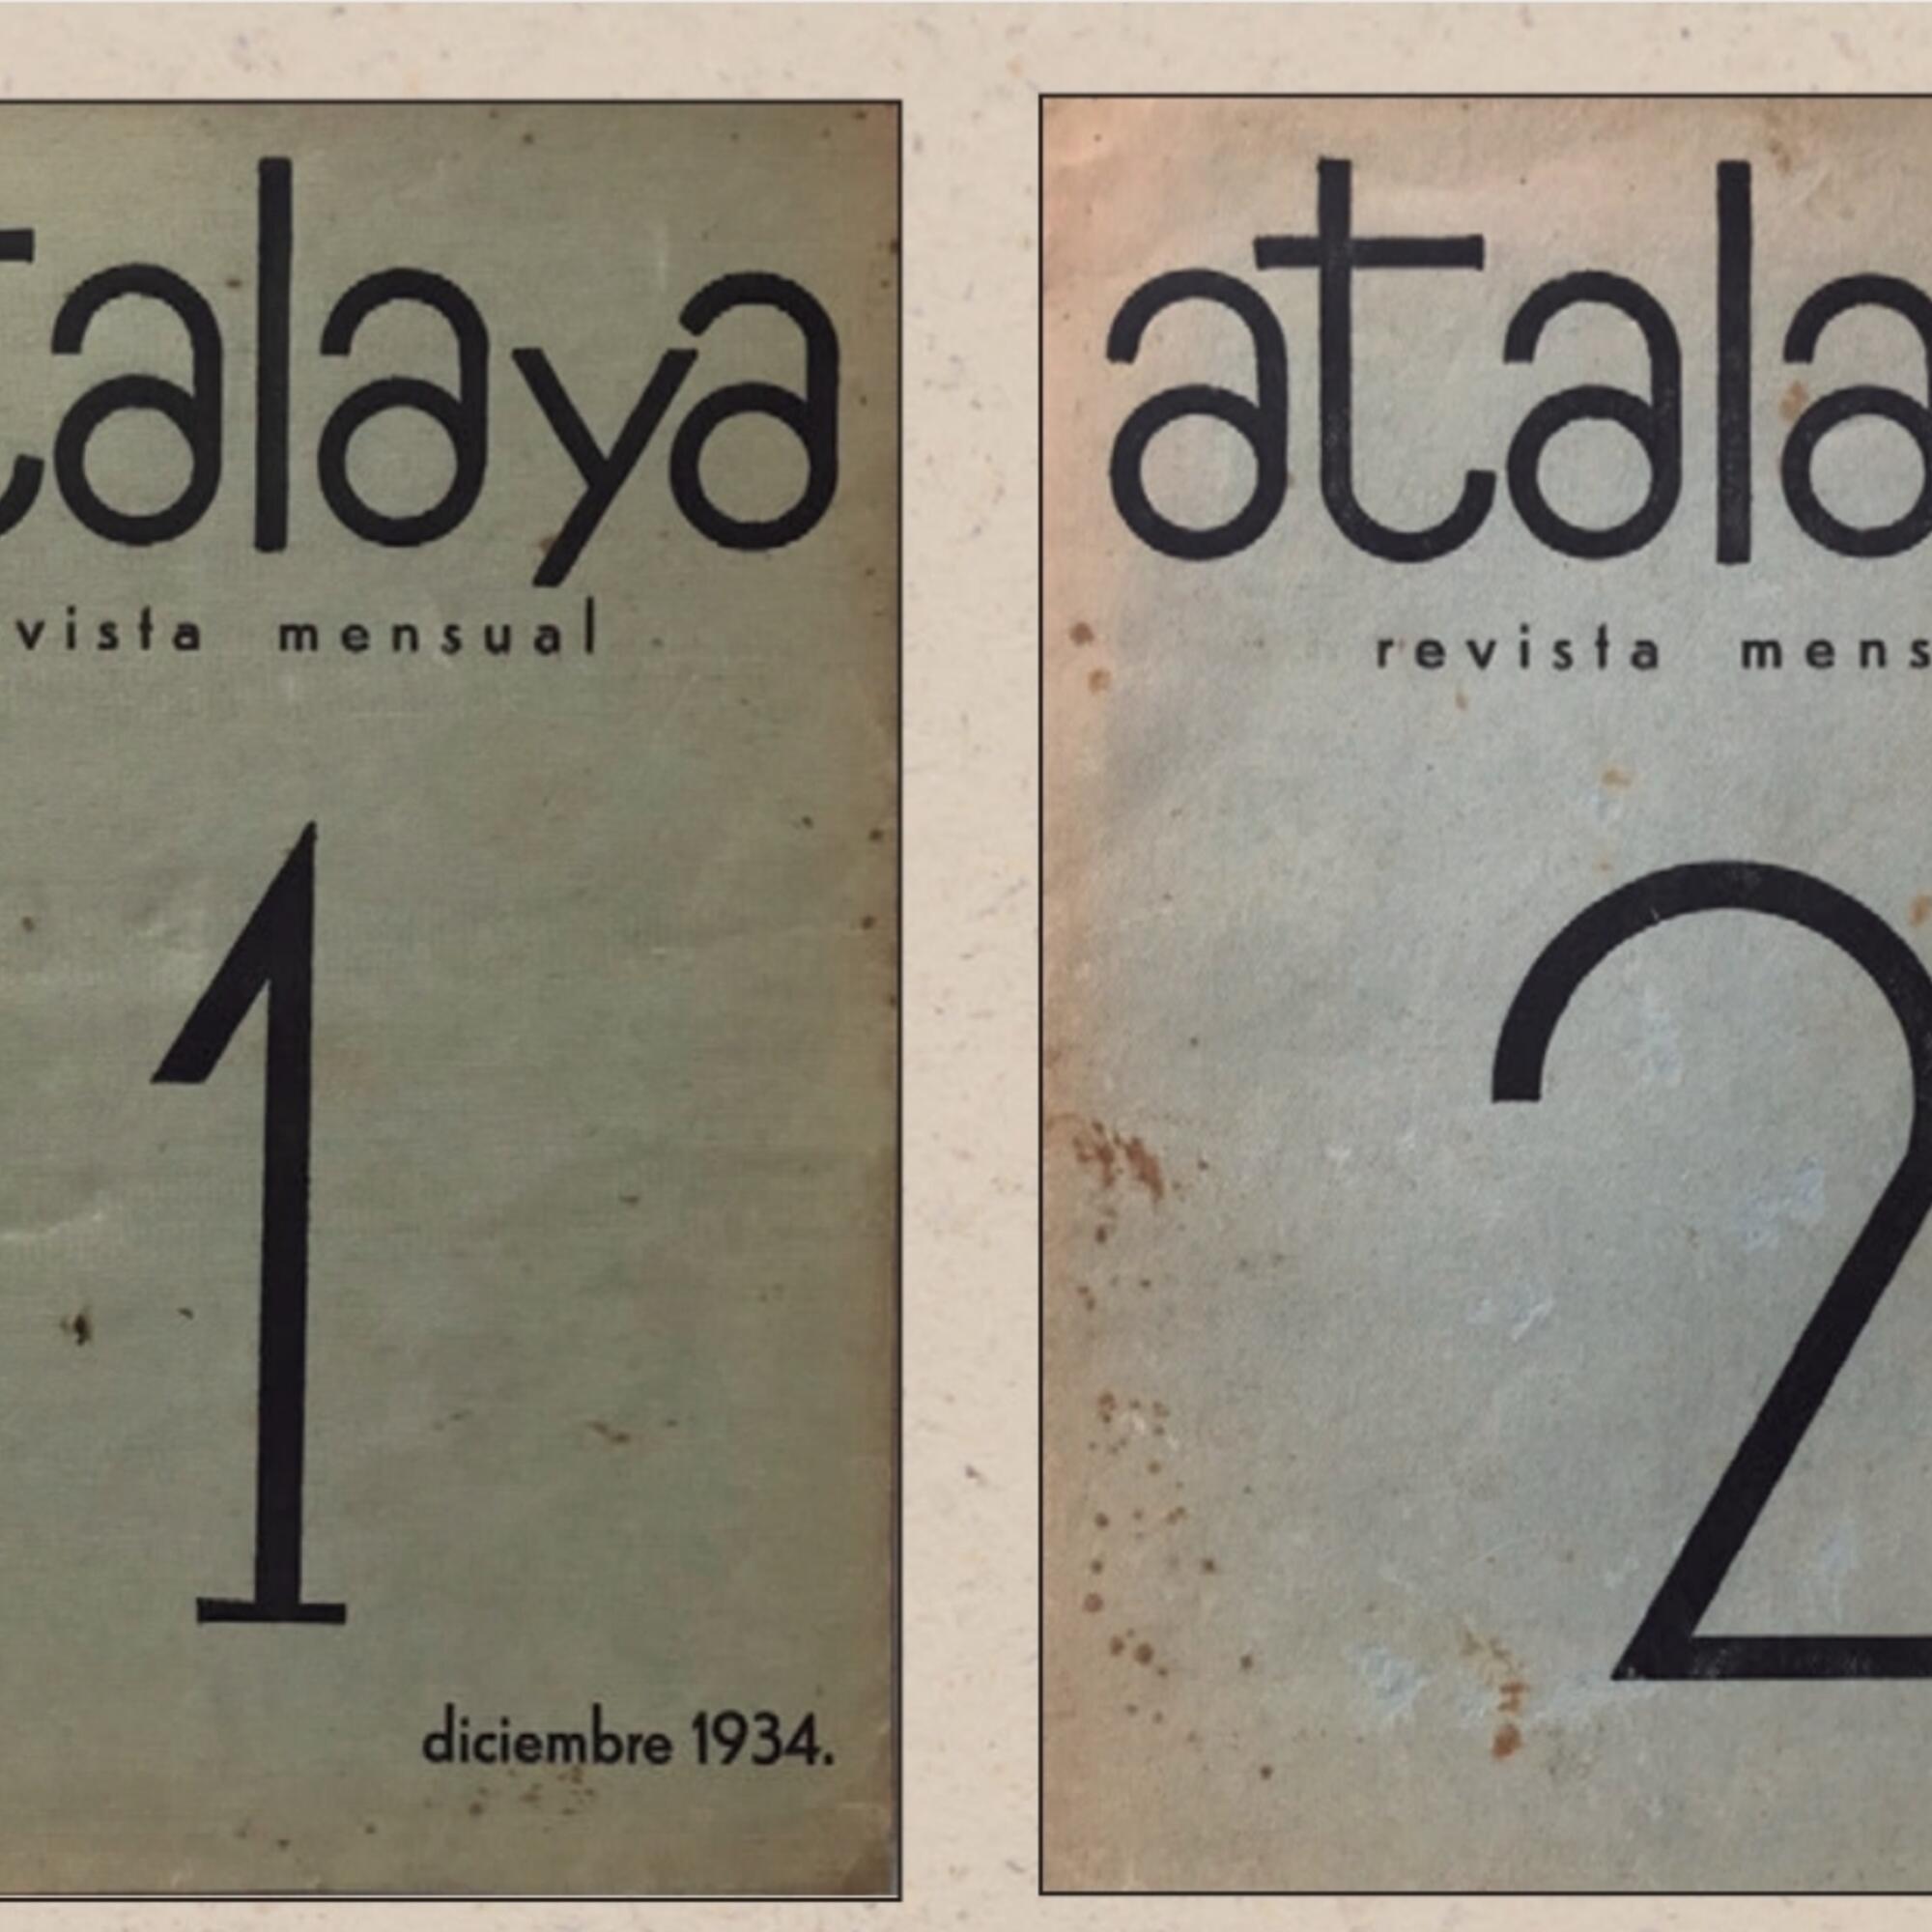 talaya
vista mensual
1
diciembre 1934.
atala
revista mens
2